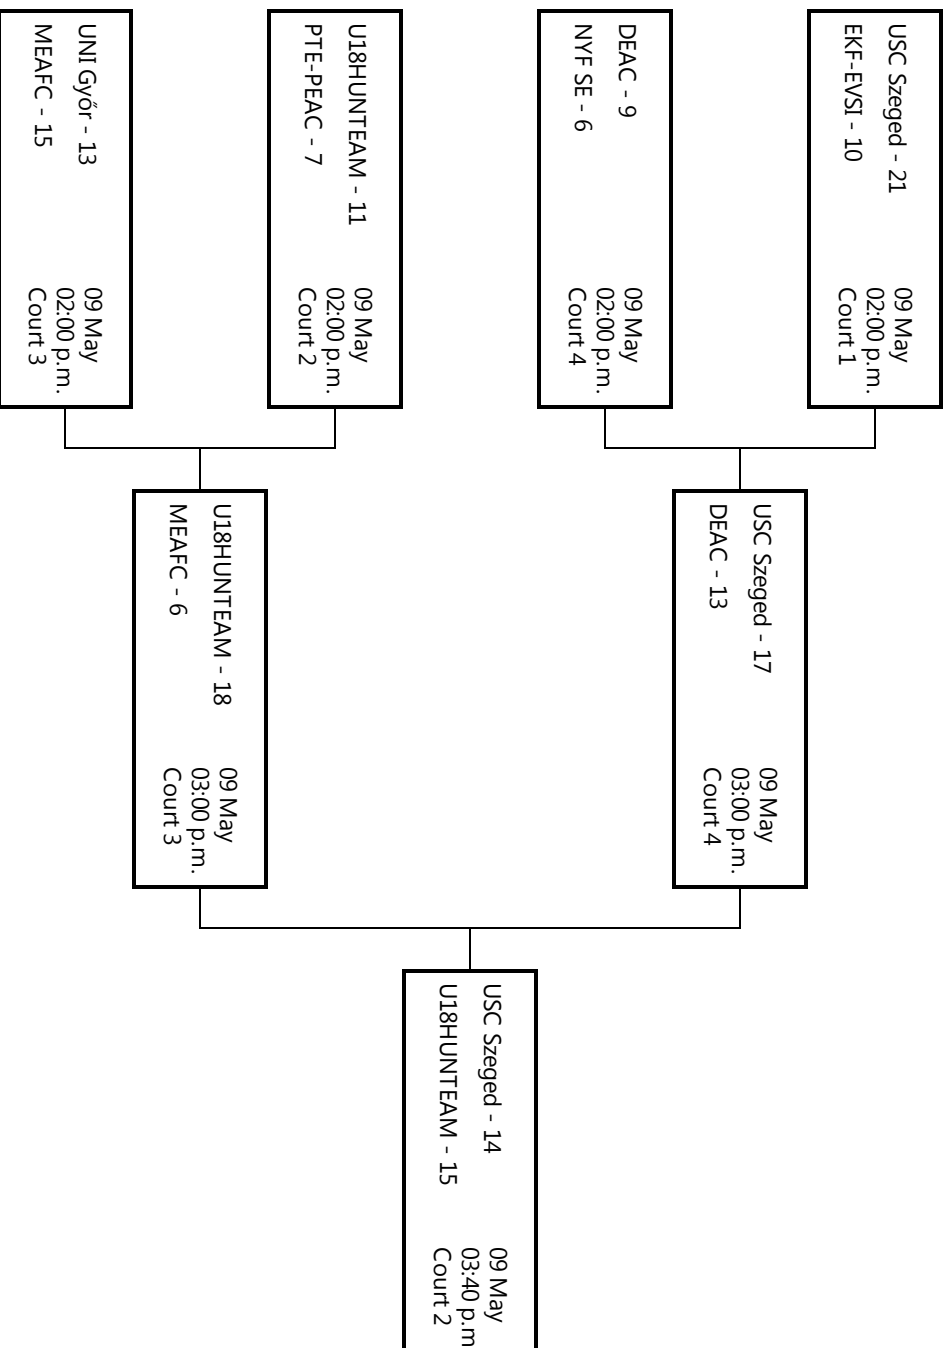 USC Szeged - 21
EKF-EVSI - 10
09 May
02:00 p.m.
Court 1
DEAC - 9
NYF SE - 6
09 May
02:00 p.m.
Court 4
U18HUNTEAM - 11
PTE-PEAC - 7
09 May
02:00 p.m.
Court 2
UNI Győr - 13
MEAFC - 15
09 May
02:00 p.m.
Court 3
USC Szeged - 17
DEAC - 13
09 May
03:00 p.m.
Court 4
U18HUNTEAM - 18
MEAFC - 6
09 May
03:00 p.m.
Court 3
USC Szeged - 14
U18HUNTEAM - 15
09 May
03:40 p.m
Court 2